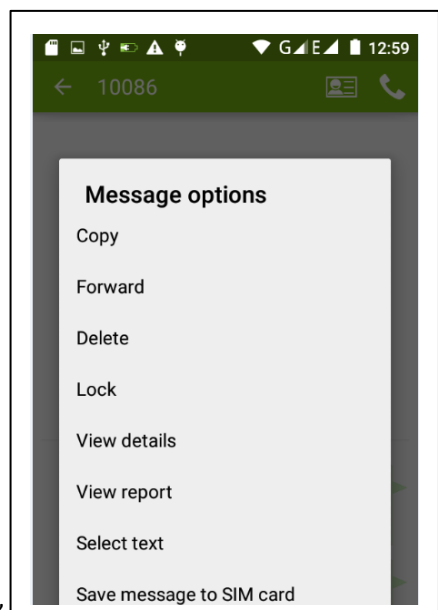 G E 12:59
10086
Message options
Copy
Forward
Delete
Lock
View details
View report
Select text
Save message to SIM card